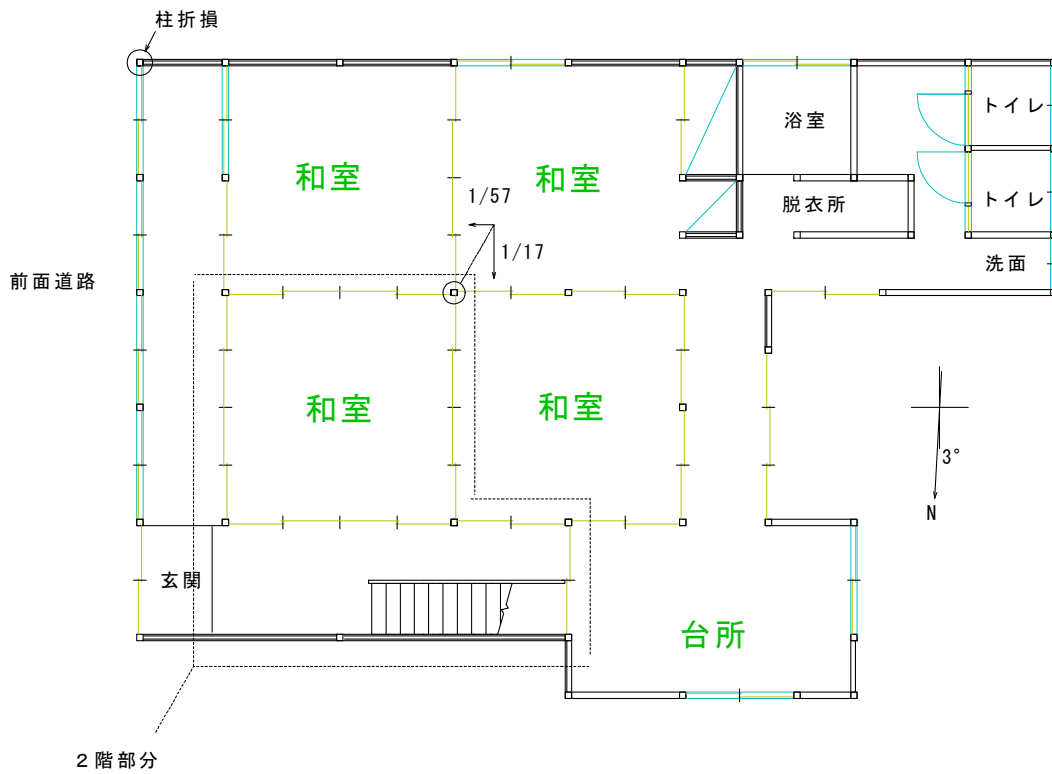 柱折損
浴室
トイレ
和室
和室
1/57
脱衣所
トイレ
1/17
前面道路
洗面
和室
和室
3°
N
玄関
台所
２階部分